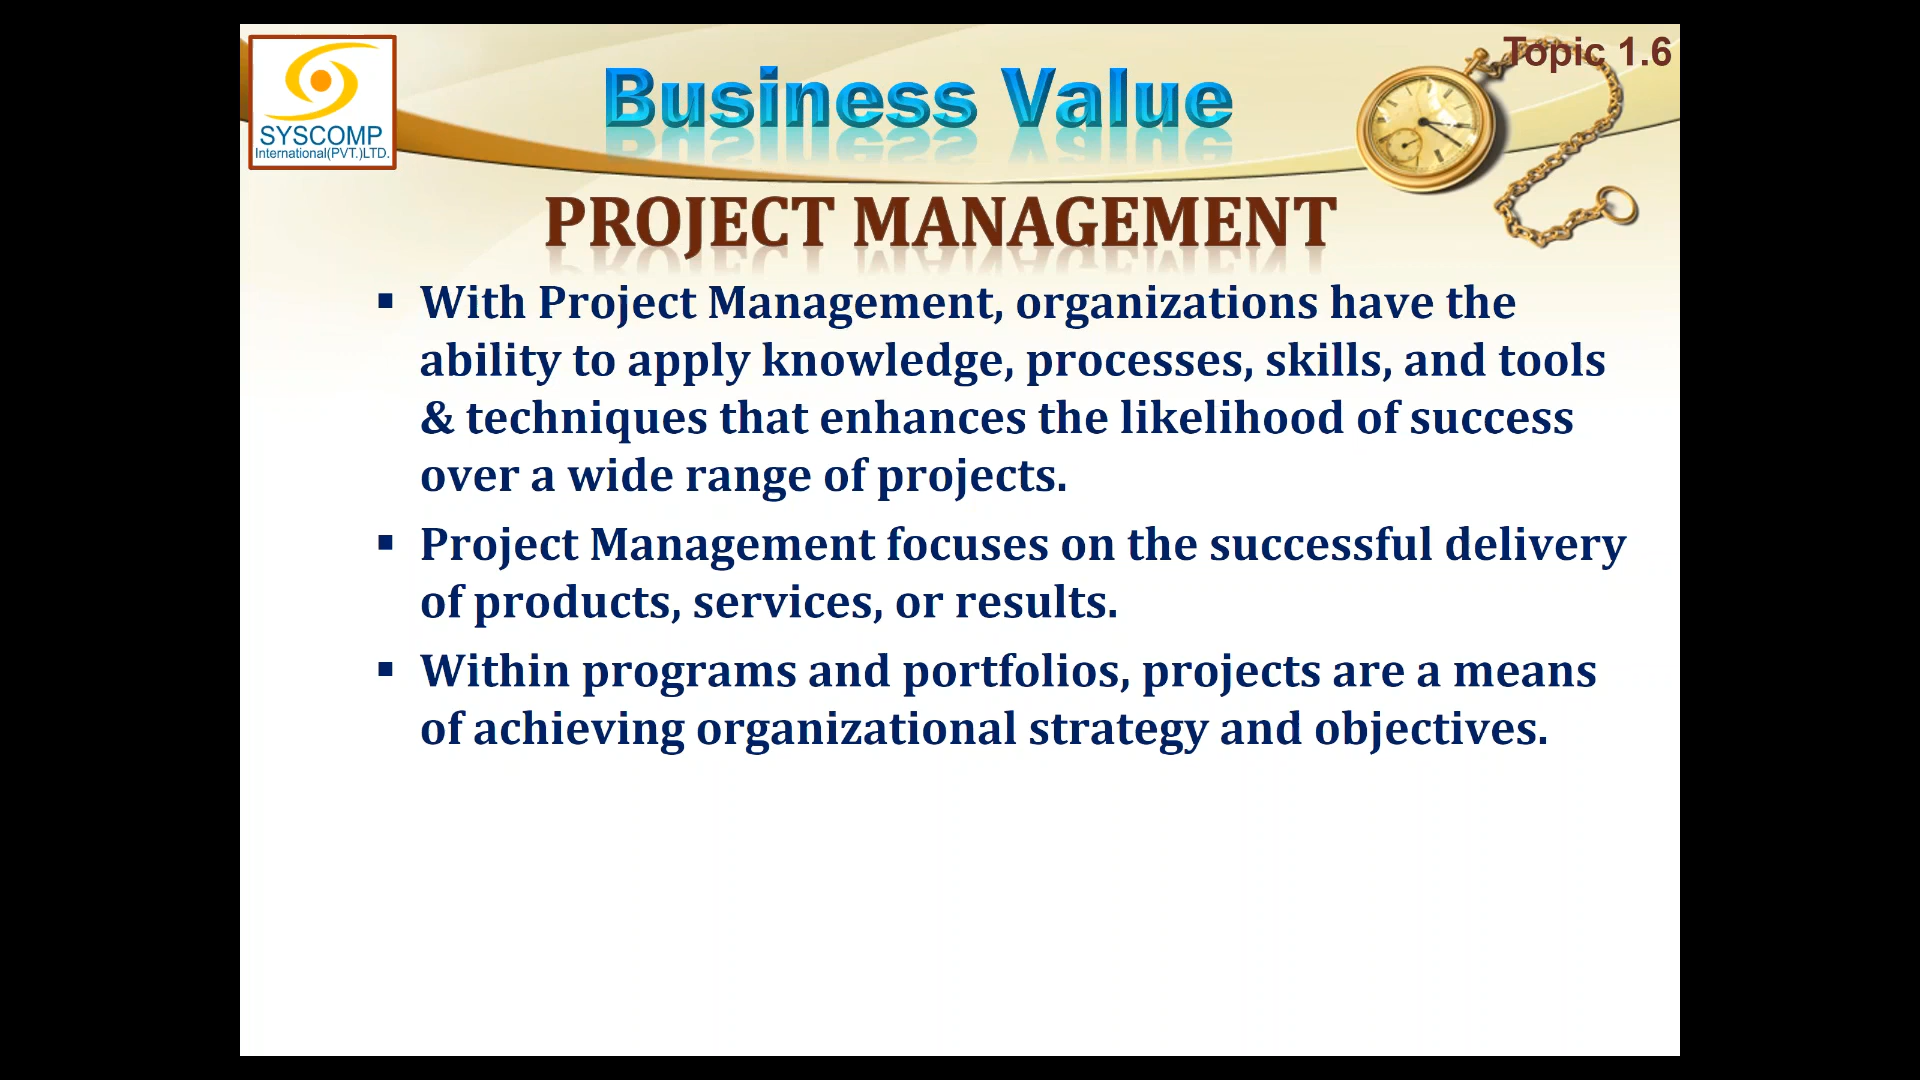 Topic 1.6
SYSCOMP
International(PVT.)LTD.
Business Value
PROJECT MANAGEMENT
▪ With Project Management, organizations have the
ability to apply knowledge, processes, skills, and tools
& techniques that enhances the likelihood of success
over a wide range of projects.
▪ Project Management focuses on the successful delivery
of products, services, or results.
▪ Within programs and portfolios, projects are a means
of achieving organizational strategy and objectives.